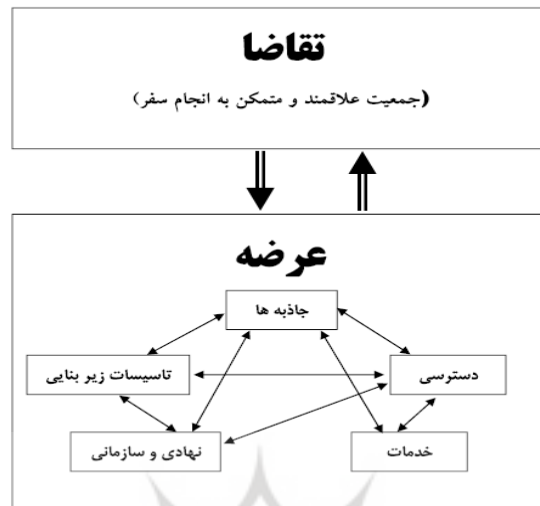 تقاضا
(جمعیت علاقمند و متمکن به انجام سفر)
عرضه
جاذبه ها
دسترسی
تاسیسات زیر بنایی
خدمات
نهادی و سازمانی